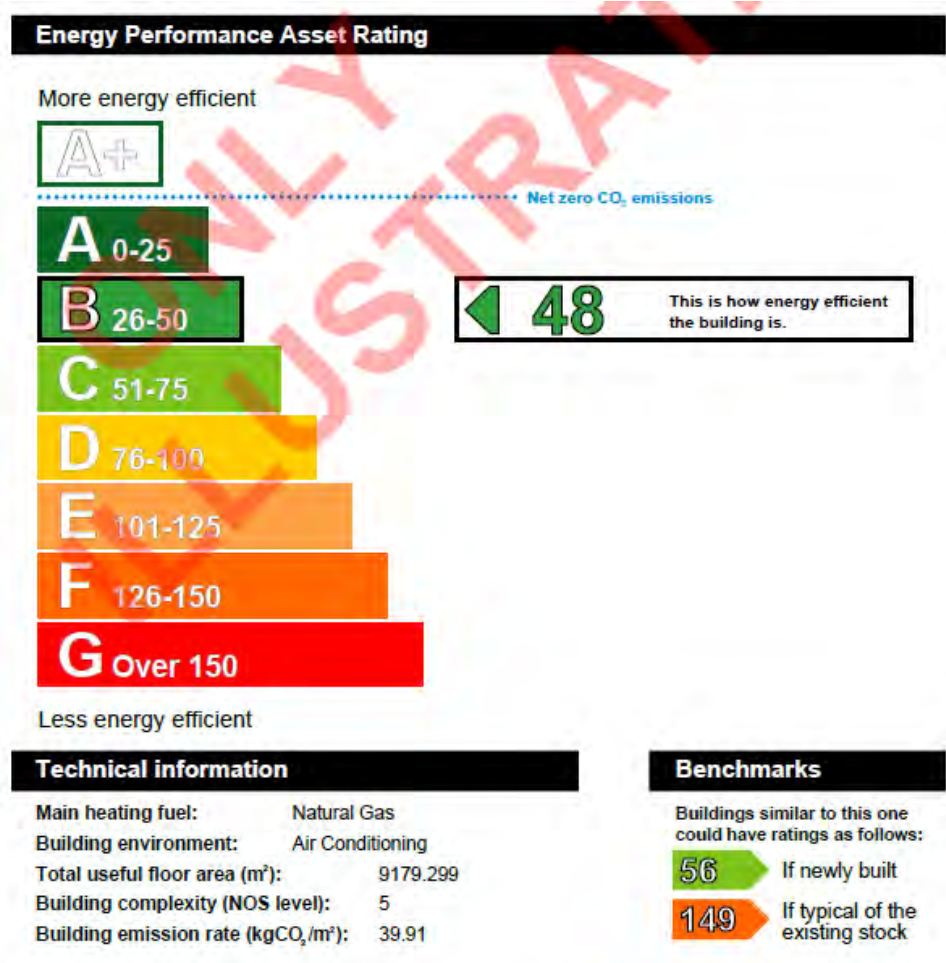 Energy Performance Asset Rating
More energy efficient
A+
Net zero CO₂ emissions
A 0-25
B 26-50
48 This is how energy efficient
the building is.
C 51-75
D 76-100
E 101-125
F 126-150
G Over 150
Less energy efficient
Technical information
Main heating fuel: Natural Gas
Building environment: Air Conditioning
Total useful floor area (m²): 9179.299
Building complexity (NOS level): 5
Building emission rate (kgCO₂/m²): 39.91
Benchmarks
Buildings similar to this one
could have ratings as follows:
56 If newly built
149 If typical of the
existing stock
ONLY